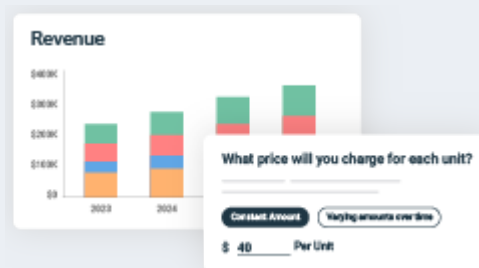 Revenue
$400K
$300K
$200K
$100K
$0
2023
2024
What price will you charge for each unit?
Constant Amount
Varying amounts over time
$ 40 Per Unit